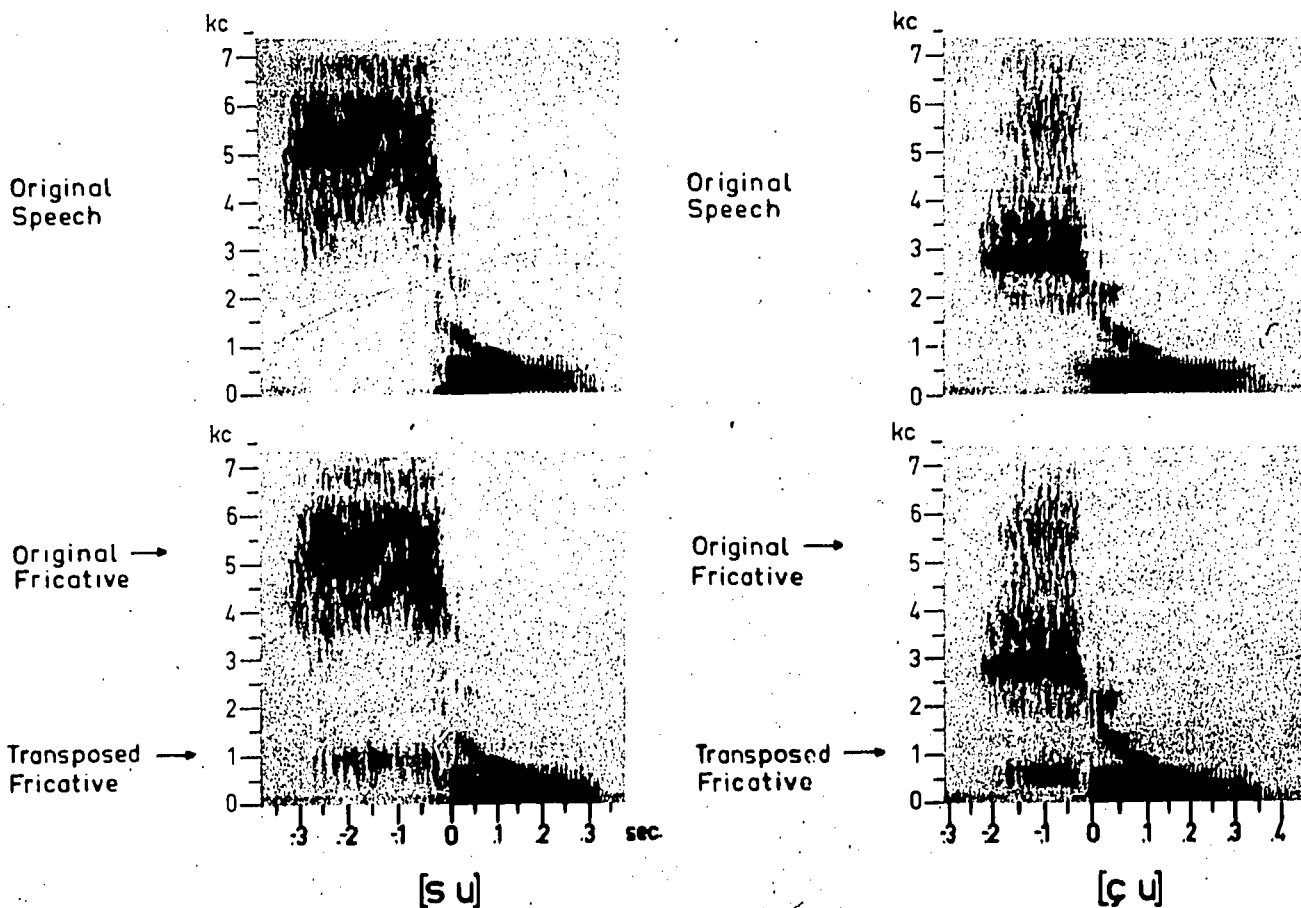 kc
7
6
5
4
3
2
1
0
Original
Speech
kc
7
6
5
4
3
2
1
0
Original
Speech
kc
7
6
5
4
3
2
1
0
Original
Fricative
Transposed
Fricative
.3 .2 .1 0 .1 .2 .3 sec.
[s u]
kc
7
6
5
4
3
2
1
0
Original
Fricative
Transposed
Fricative
.3 .2 .1 0 .1 .2 .3 .4
[ç u]